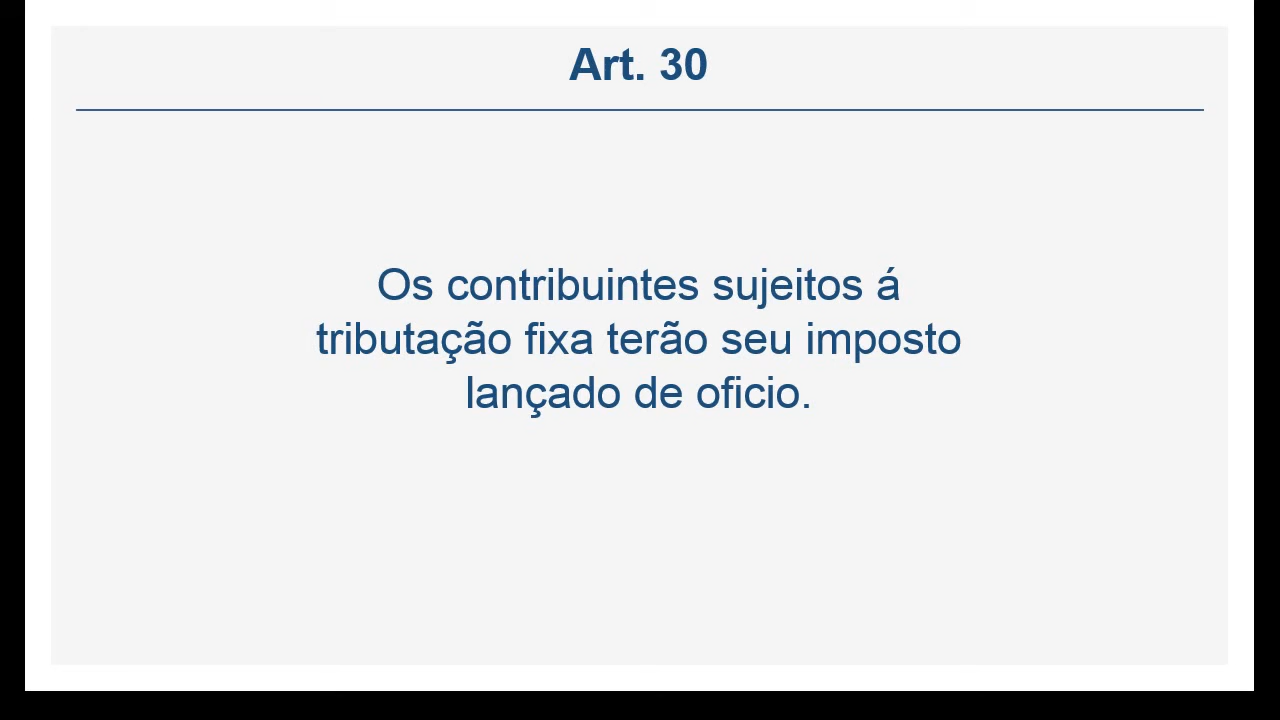 Art. 30
Os contribuintes sujeitos á
tributação fixa terão seu imposto
lançado de oficio.